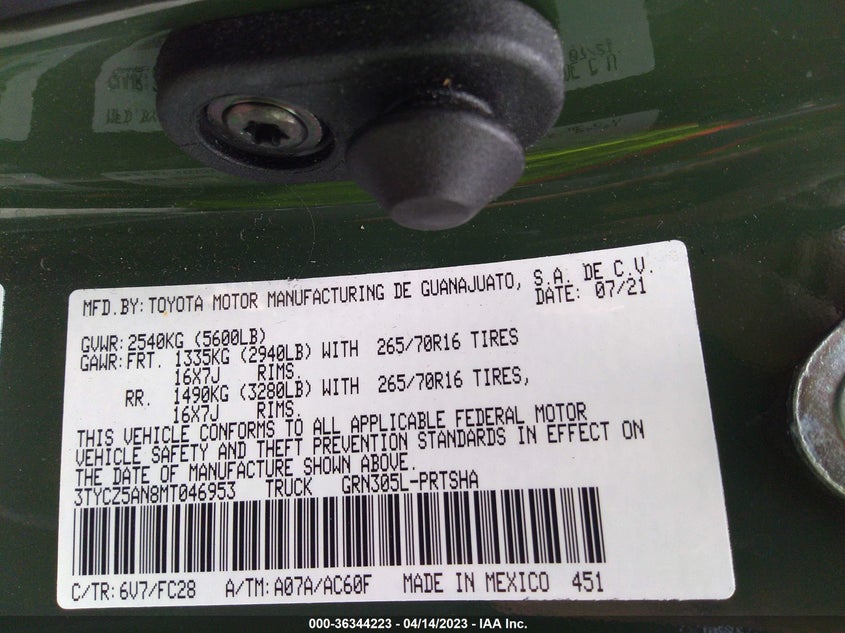 MFD.BY: TOYOTA MOTOR MANUFACTURING DE GUANAJUATO, S.A. DE C.V.
DATE: 07/21
GVWR: 2540KG (5600LB)
GAWR: FRT. 1335KG (2940LB) WITH 265/70R16 TIRES
16X7J RIMS.
RR. 1490KG (3280LB) WITH 265/70R16 TIRES,
16X7J RIMS.
THIS VEHICLE CONFORMS TO ALL APPLICABLE FEDERAL MOTOR
VEHICLE SAFETY AND THEFT PREVENTION STANDARDS IN EFFECT ON
THE DATE OF MANUFACTURE SHOWN ABOVE.
3TYCZ5AN8MT046953 TRUCK GRN305L-PRTSHA
C/TR: 6V7/FC28 A/TM: A07A/AC60F MADE IN MEXICO 451
000-36344223 - 04/14/2023 - IAA Inc.